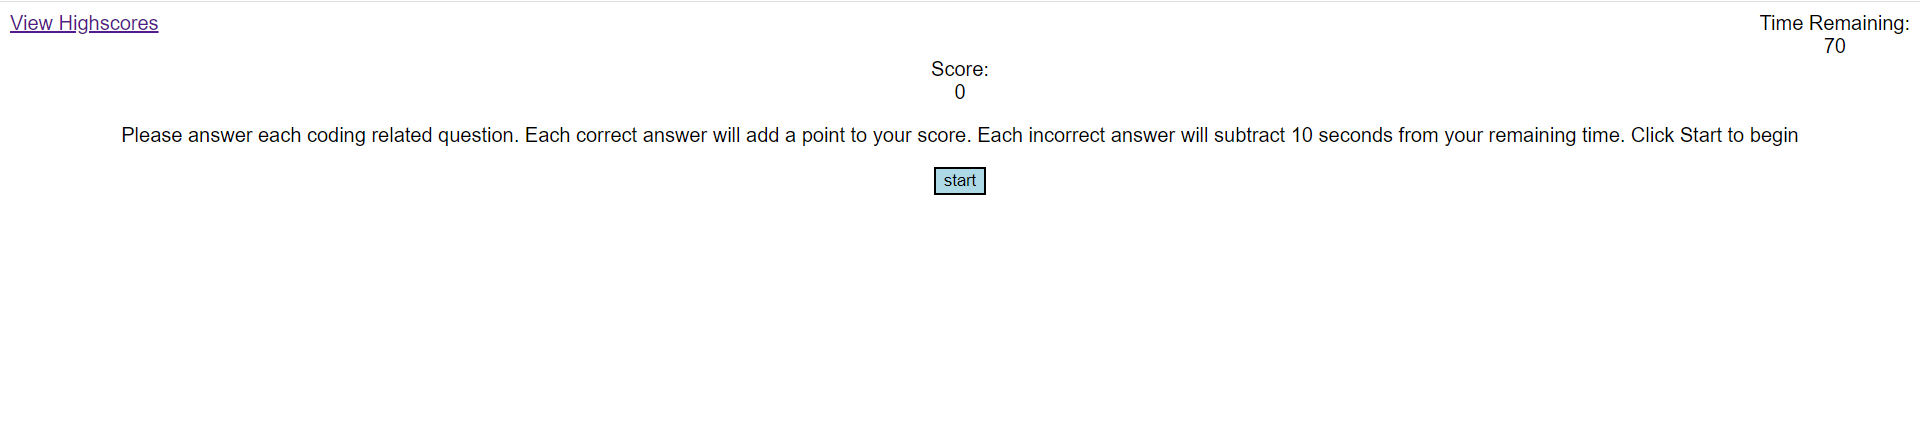 View Highscores
Time Remaining:
70
Score:
0
Please answer each coding related question. Each correct answer will add a point to your score. Each incorrect answer will subtract 10 seconds from your remaining time. Click Start to begin
start